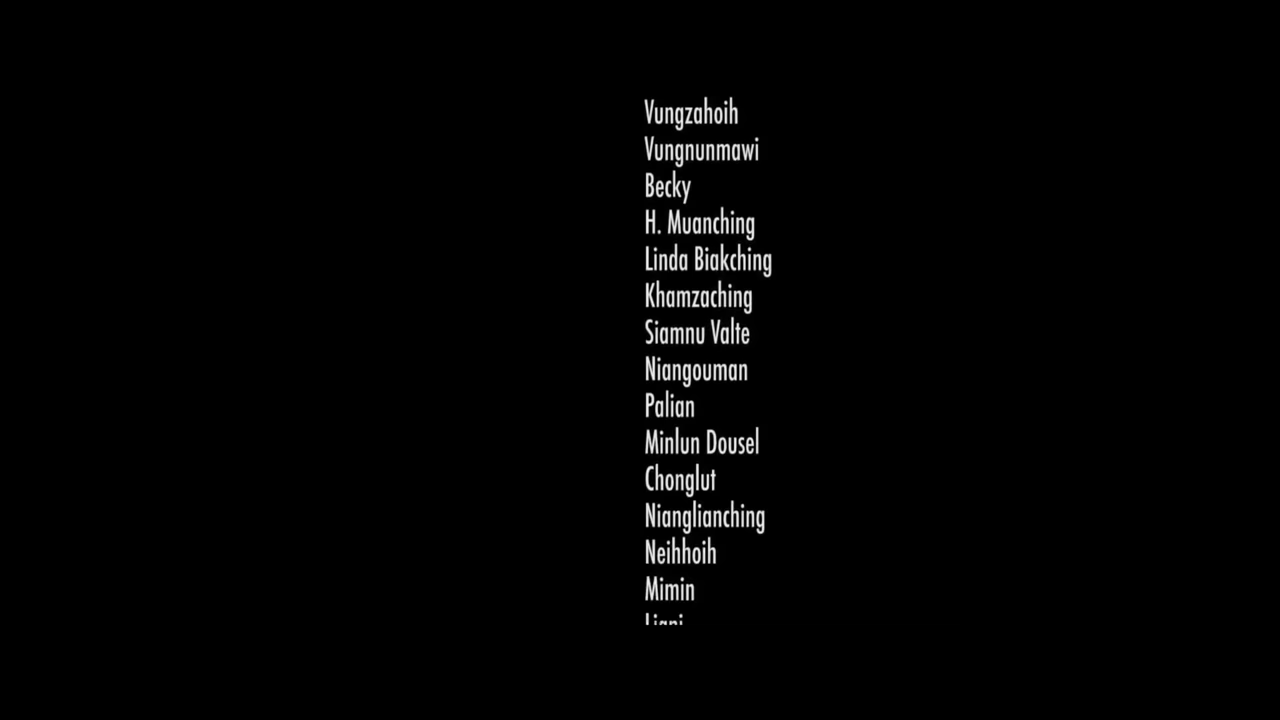 Vungzahoih
Vungnunmawi
Becky
H. Muanching
Linda Biakching
Khamzaching
Siamnu Valte
Niangouman
Palian
Minlun Dousel
Chonglut
Nianglianching
Neihhoih
Mimin